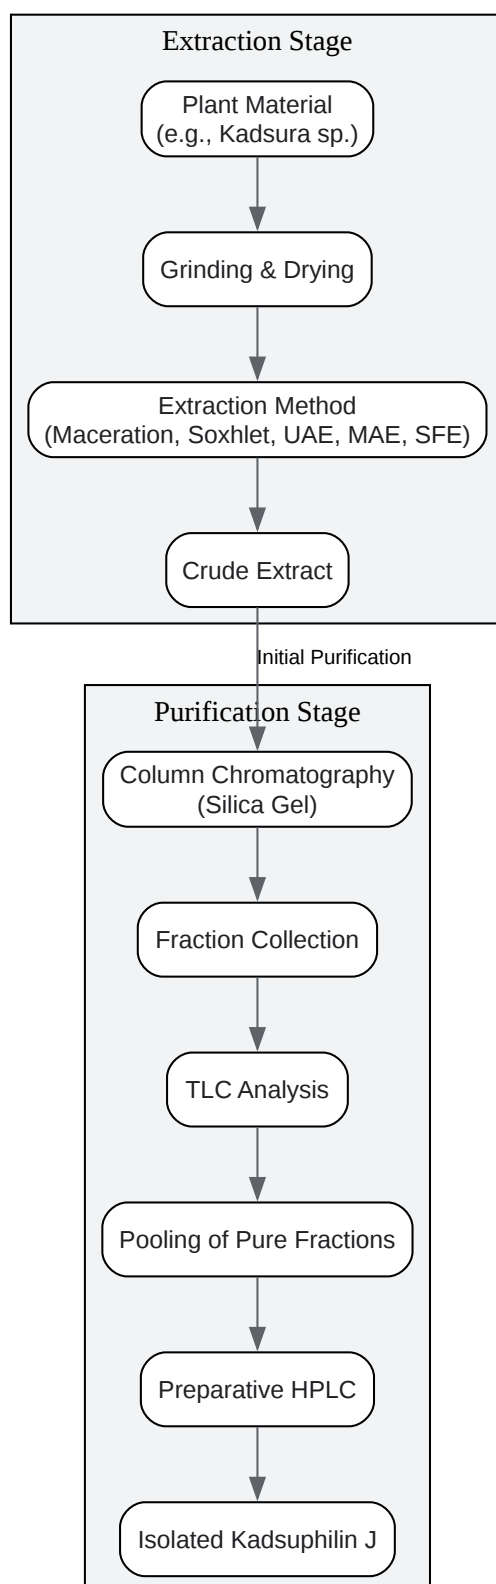 Extraction Stage
Plant Material
(e.g., Kadsura sp.)
Grinding & Drying
Extraction Method
(Maceration, Soxhlet, UAE, MAE, SFE)
Crude Extract
Initial Purification
Purification Stage
Column Chromatography
(Silica Gel)
Fraction Collection
TLC Analysis
Pooling of Pure Fractions
Preparative HPLC
Isolated Kadsuphilin J